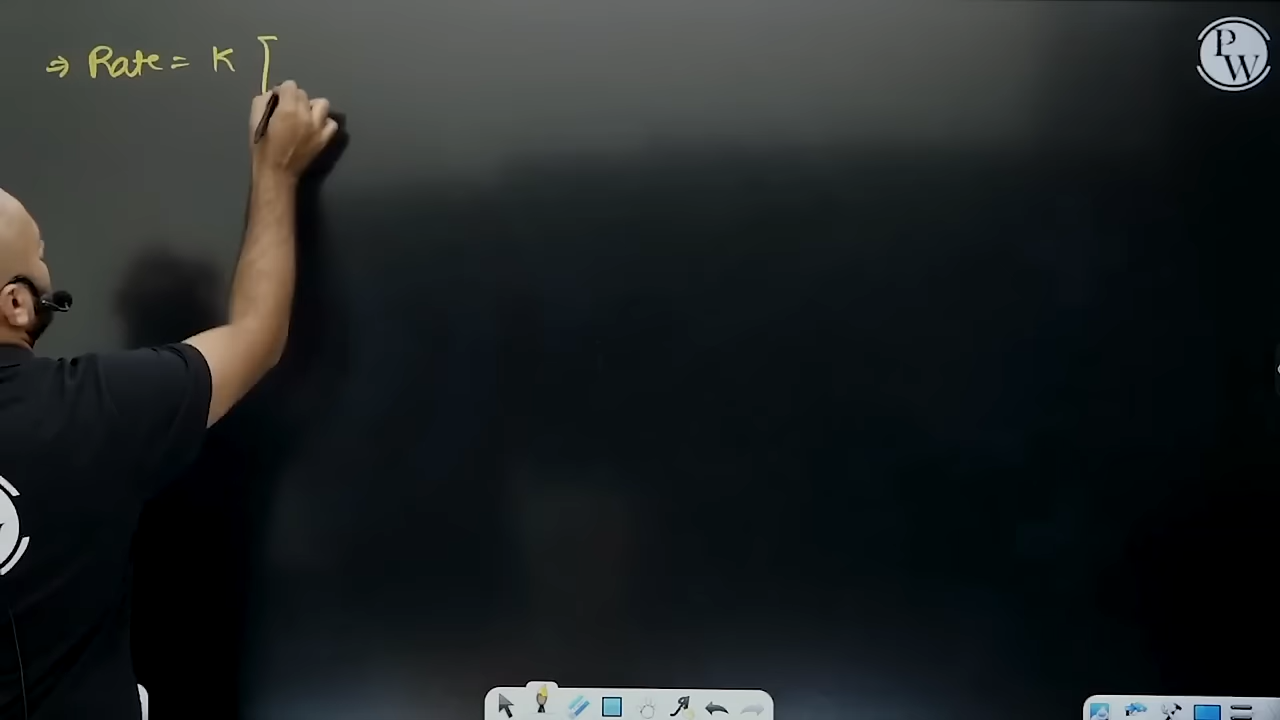 ⇒ Rate = K [
PW